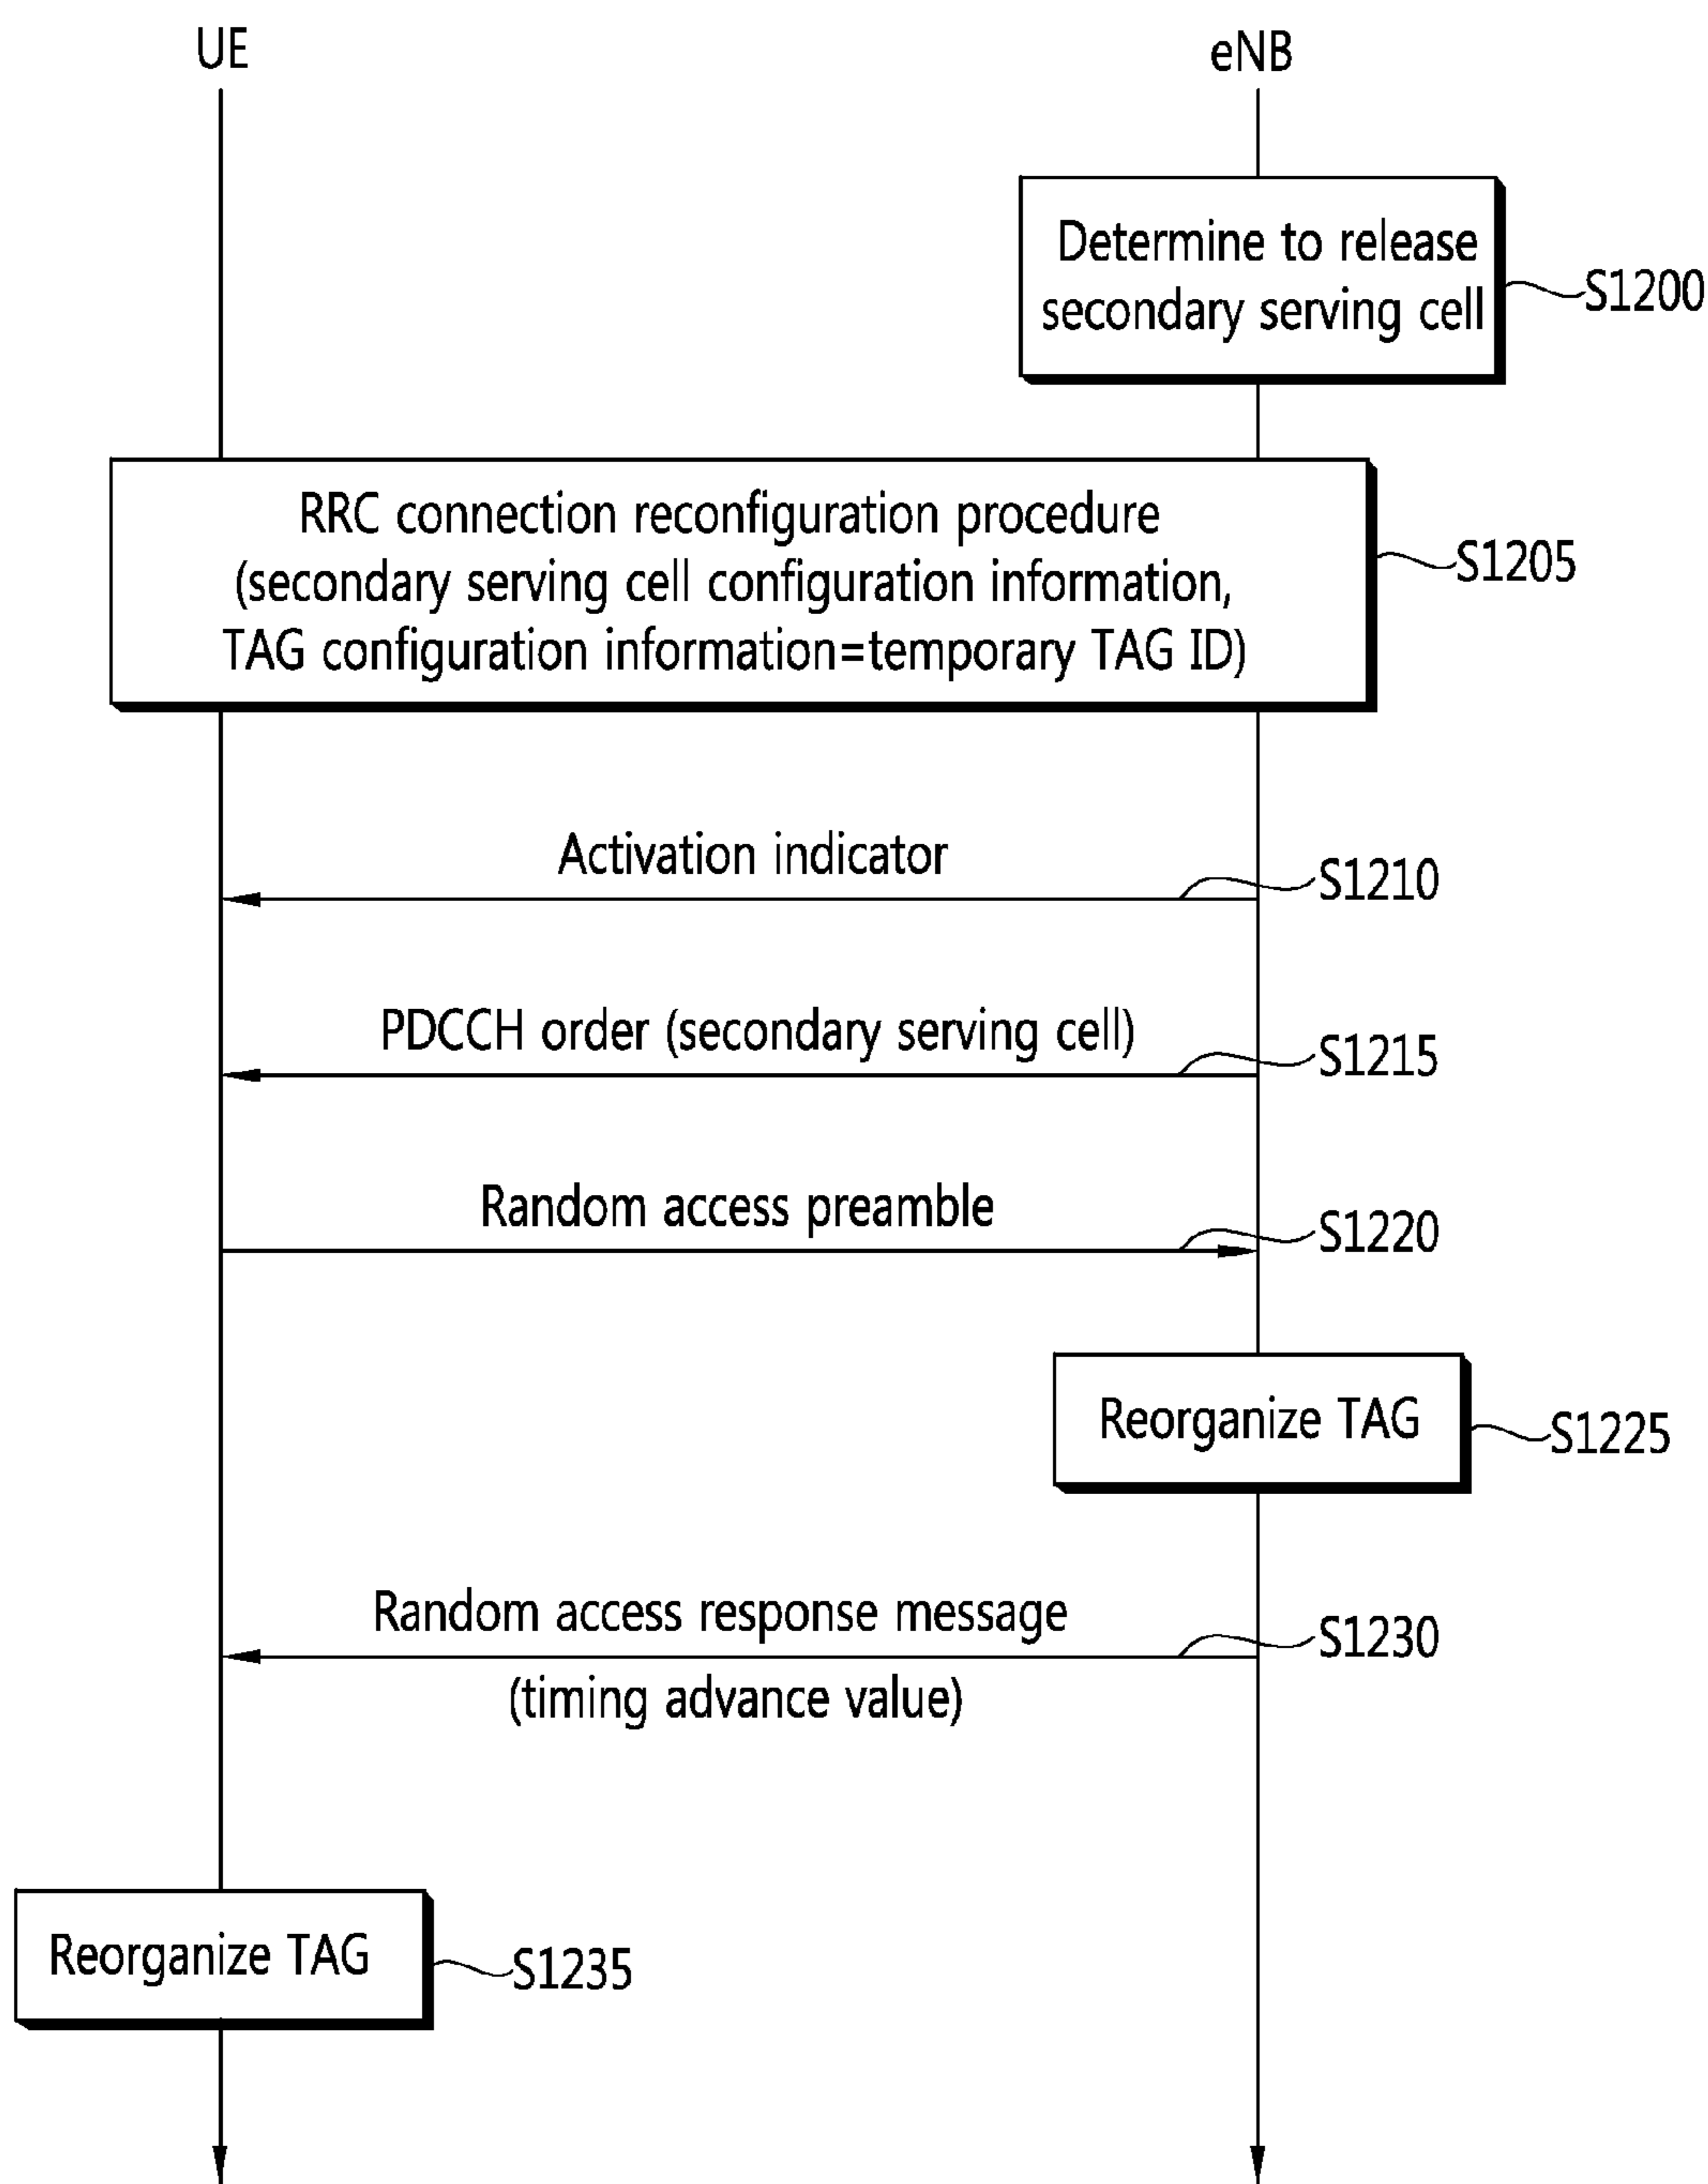 UE
eNB
Determine to release
secondary serving cell
S1200
RRC connection reconfiguration procedure
(secondary serving cell configuration information,
TAG configuration information=temporary TAG ID)
S1205
Activation indicator
S1210
PDCCH order (secondary serving cell)
S1215
Random access preamble
S1220
Reorganize TAG
S1225
Random access response message
S1230
(timing advance value)
Reorganize TAG
S1235